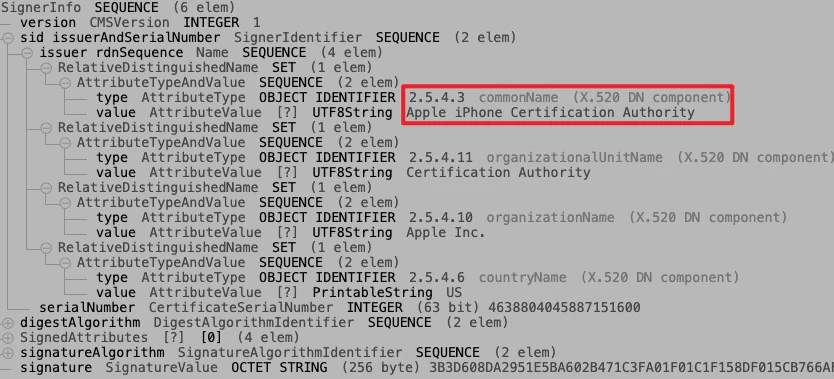 SignerInfo SEQUENCE (6 elem)
version CMSVersion INTEGER 1
sid issuerAndSerialNumber SignerIdentifier SEQUENCE (2 elem)
issuer rdnSequence Name SEQUENCE (4 elem)
RelativeDistinguishedName SET (1 elem)
AttributeTypeAndValue SEQUENCE (2 elem)
type AttributeType OBJECT IDENTIFIER 2.5.4.3 commonName (X.520 DN component)
value AttributeValue [?] UTF8String Apple iPhone Certification Authority
RelativeDistinguishedName SET (1 elem)
AttributeTypeAndValue SEQUENCE (2 elem)
type AttributeType OBJECT IDENTIFIER 2.5.4.11 organizationalUnitName (X.520 DN component)
value AttributeValue [?] UTF8String Certification Authority
RelativeDistinguishedName SET (1 elem)
AttributeTypeAndValue SEQUENCE (2 elem)
type AttributeType OBJECT IDENTIFIER 2.5.4.10 organizationName (X.520 DN component)
value AttributeValue [?] UTF8String Apple Inc.
RelativeDistinguishedName SET (1 elem)
AttributeTypeAndValue SEQUENCE (2 elem)
type AttributeType OBJECT IDENTIFIER 2.5.4.6 countryName (X.520 DN component)
value AttributeValue [?] PrintableString US
serialNumber CertificateSerialNumber INTEGER (63 bit) 4638804045887151600
digestAlgorithm DigestAlgorithmIdentifier SEQUENCE (2 elem)
SignedAttributes [?] [0] (4 elem)
signatureAlgorithm SignatureAlgorithmIdentifier SEQUENCE (2 elem)
signature SignatureValue OCTET STRING (256 byte) 3B3D608DA2951E5BA602B471C3FA01F01C1F158DF015CB766A